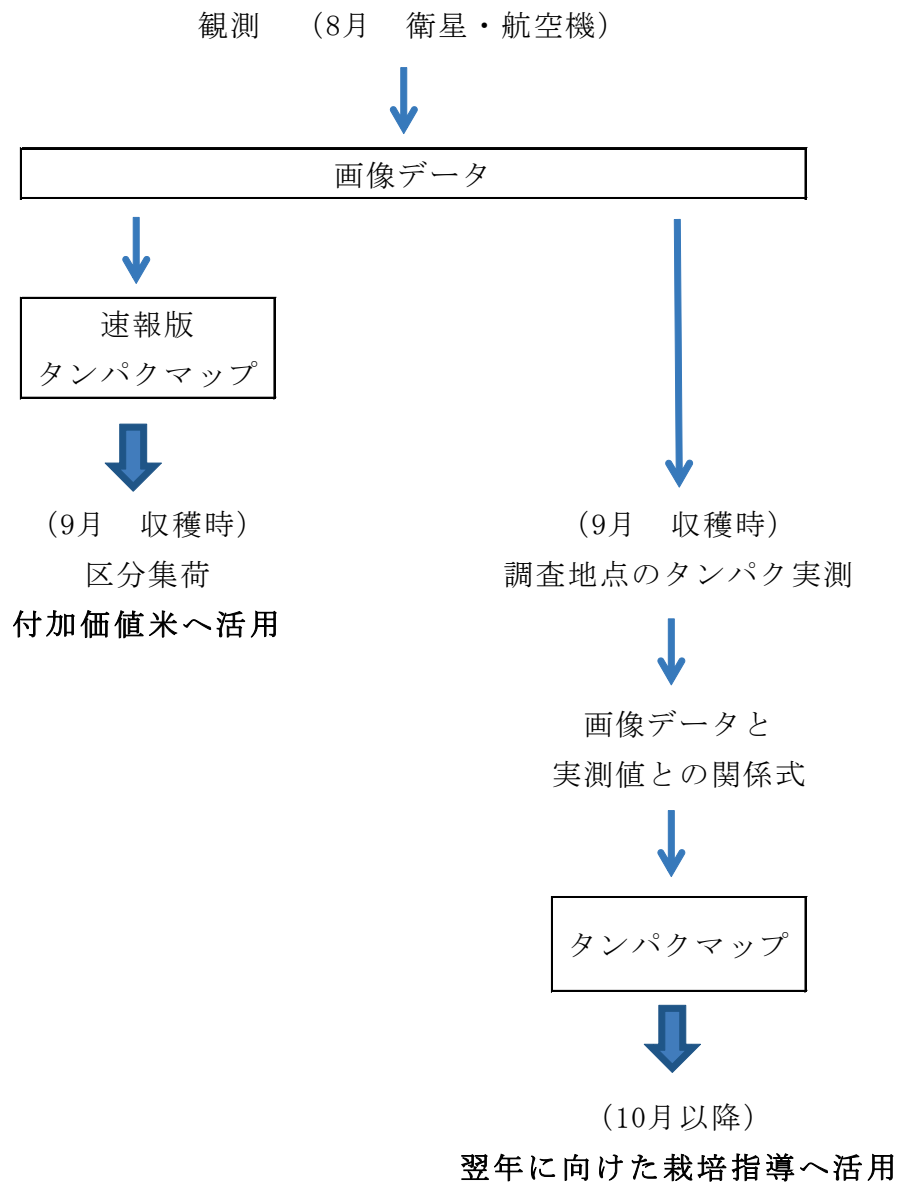 観測　（8月　衛星・航空機）
画像データ
速報版
タンパクマップ
（9月　収穫時）
区分集荷
付加価値米へ活用
（9月　収穫時）
調査地点のタンパク実測
画像データと
実測値との関係式
タンパクマップ
（10月以降）
翌年に向けた栽培指導へ活用